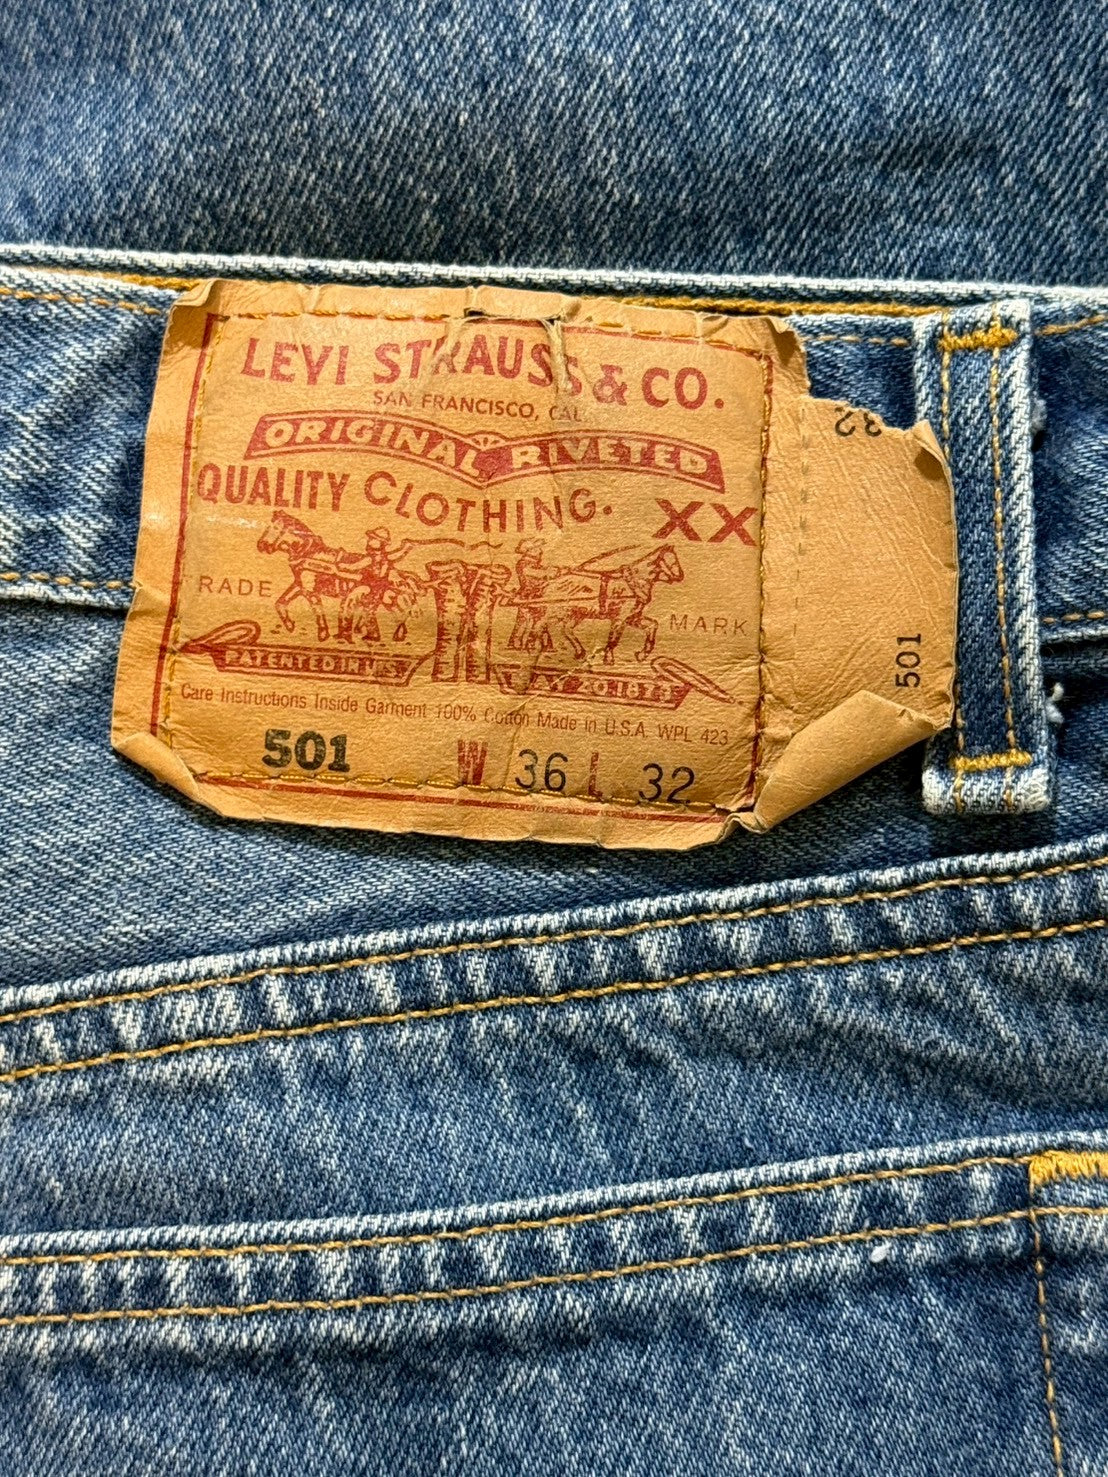 LEVI STRAUSS & CO.
SAN FRANCISCO, CAL
ORIGINAL RIVETED
QUALITY CLOTHING.
XX
RADE MARK
PATENTED IN U.S.
MAY 20 1873
Care Instructions Inside Garment 100% Cotton Made in U.S.A. WPL 423
501 W 36 L 32
32
501